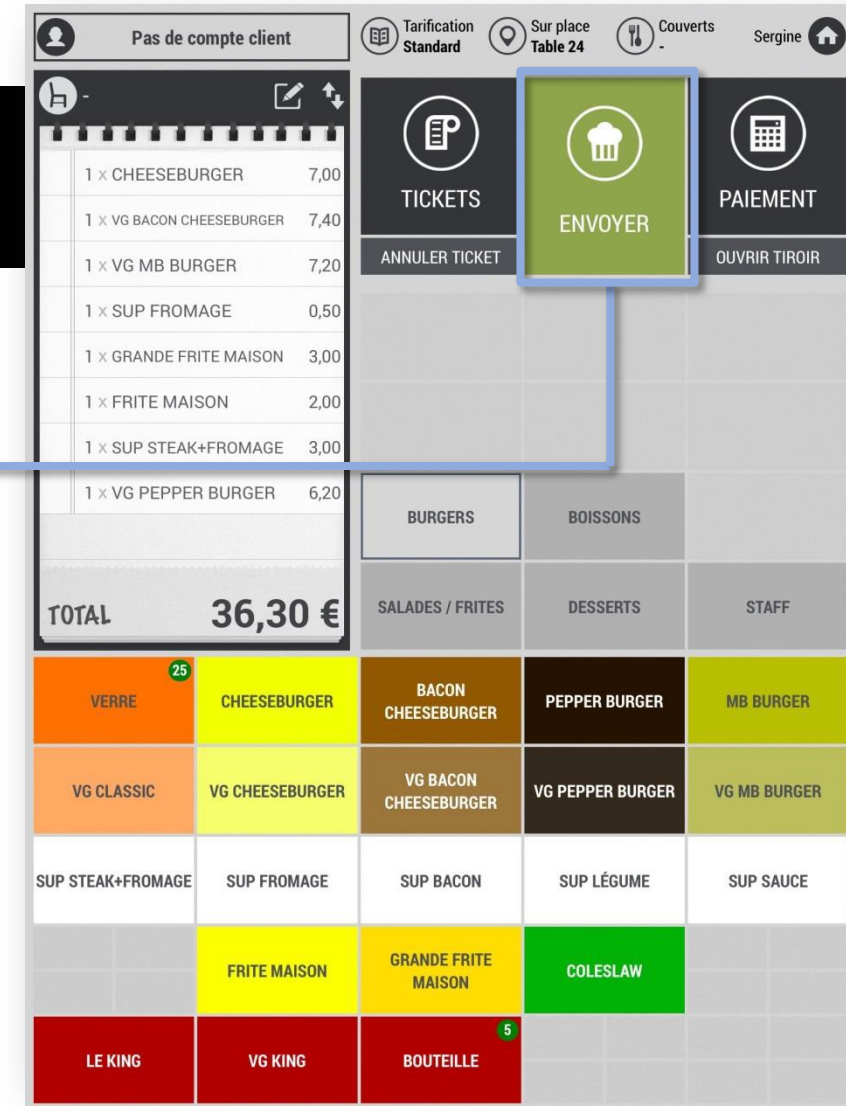 Pas de compte client
Tarification
Standard
Sur place
Table 24
Couverts
-
Sergine
-
1 x CHEESEBURGER 7,00
1 x VG BACON CHEESEBURGER 7,40
1 x VG MB BURGER 7,20
1 x SUP FROMAGE 0,50
1 x GRANDE FRITE MAISON 3,00
1 x FRITE MAISON 2,00
1 x SUP STEAK+FROMAGE 3,00
1 x VG PEPPER BURGER 6,20
TOTAL 36,30 €
TICKETS
ENVOYER
PAIEMENT
ANNULER TICKET
OUVRIR TIROIR
BURGERS
BOISSONS
SALADES / FRITES
DESSERTS
STAFF
25
VERRE
CHEESEBURGER
BACON
CHEESEBURGER
PEPPER BURGER
MB BURGER
VG CLASSIC
VG CHEESEBURGER
VG BACON
CHEESEBURGER
VG PEPPER BURGER
VG MB BURGER
SUP STEAK+FROMAGE
SUP FROMAGE
SUP BACON
SUP LÉGUME
SUP SAUCE
FRITE MAISON
GRANDE FRITE
MAISON
COLESLAW
LE KING
VG KING
5
BOUTEILLE